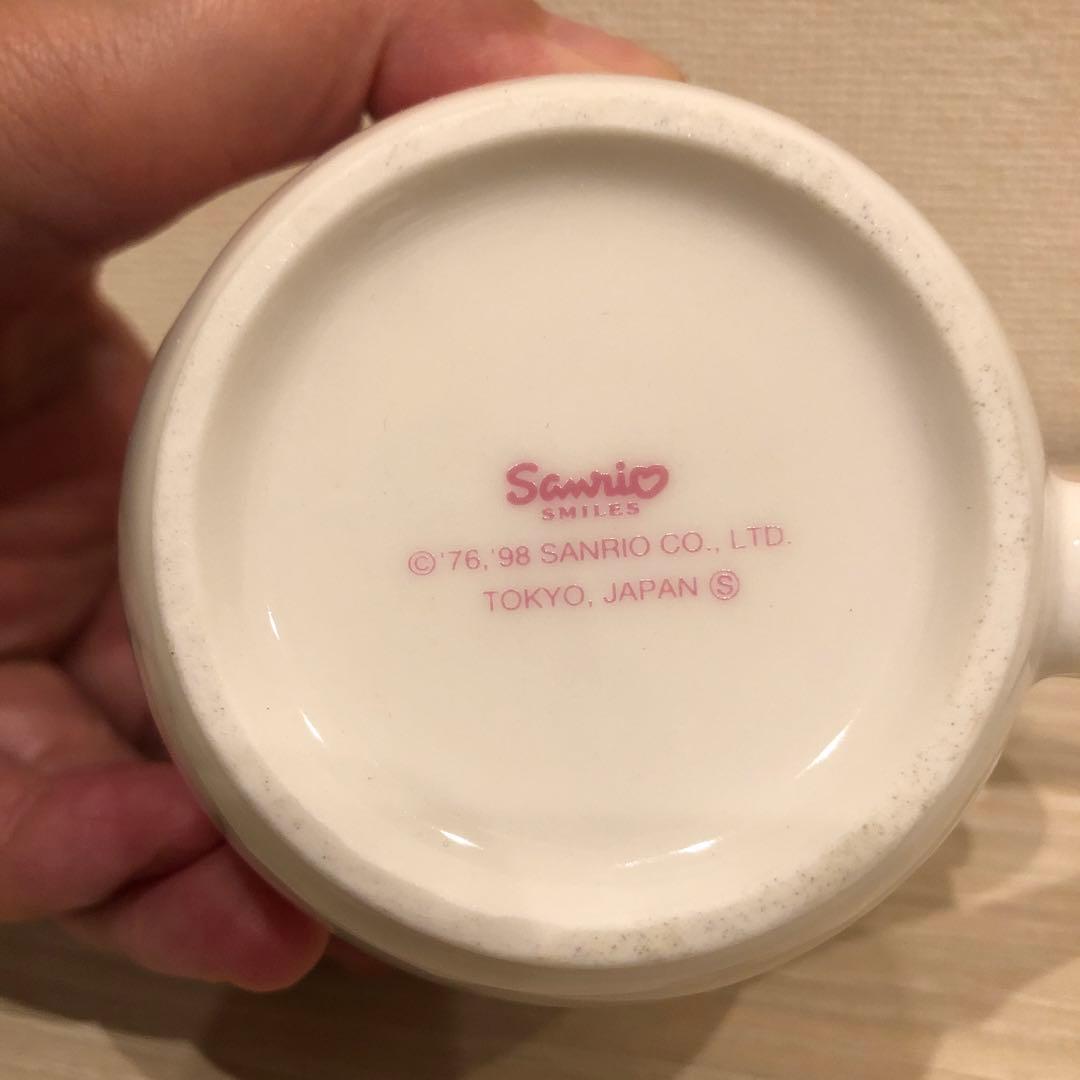 Sanrio
SMILES
© '76, '98 SANRIO CO., LTD.
TOKYO, JAPAN Ⓢ